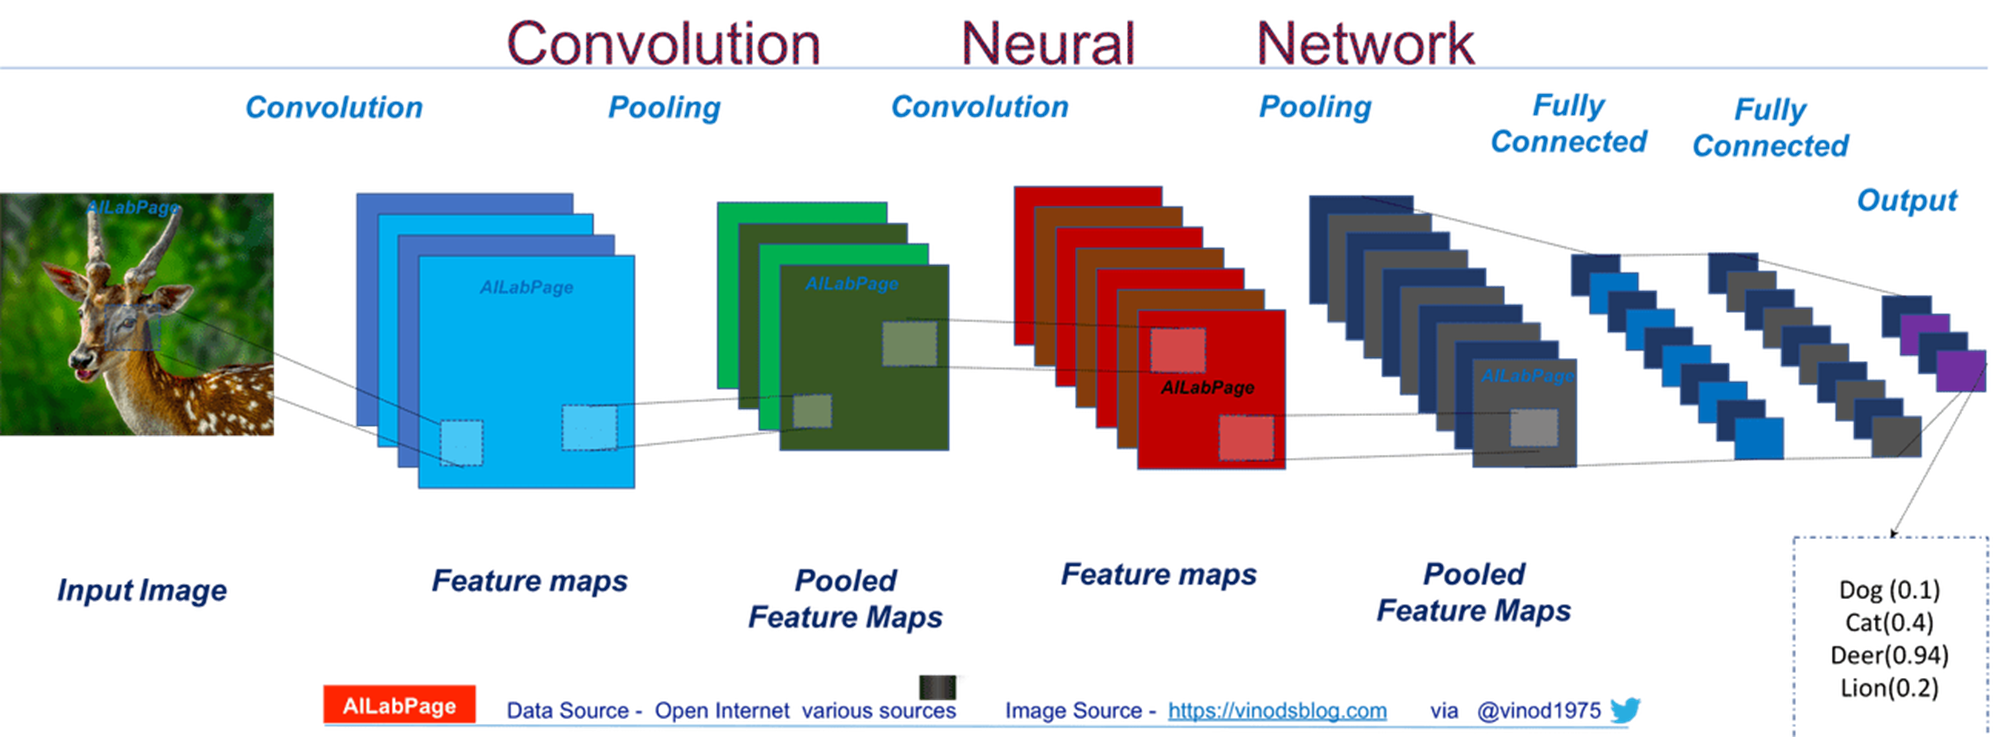 Convolution Neural Network
Convolution Pooling Convolution Pooling Fully Connected Fully Connected
Output
AILabPage
AILabPage
AILabPage
AILabPage
AILabPage
Input Image
Feature maps
Pooled
Feature Maps
Feature maps
Pooled
Feature Maps
Dog (0.1)
Cat(0.4)
Deer(0.94)
Lion(0.2)
AILabPage
Data Source - Open Internet various sources
Image Source - https://vinodsblog.com via @vinod1975